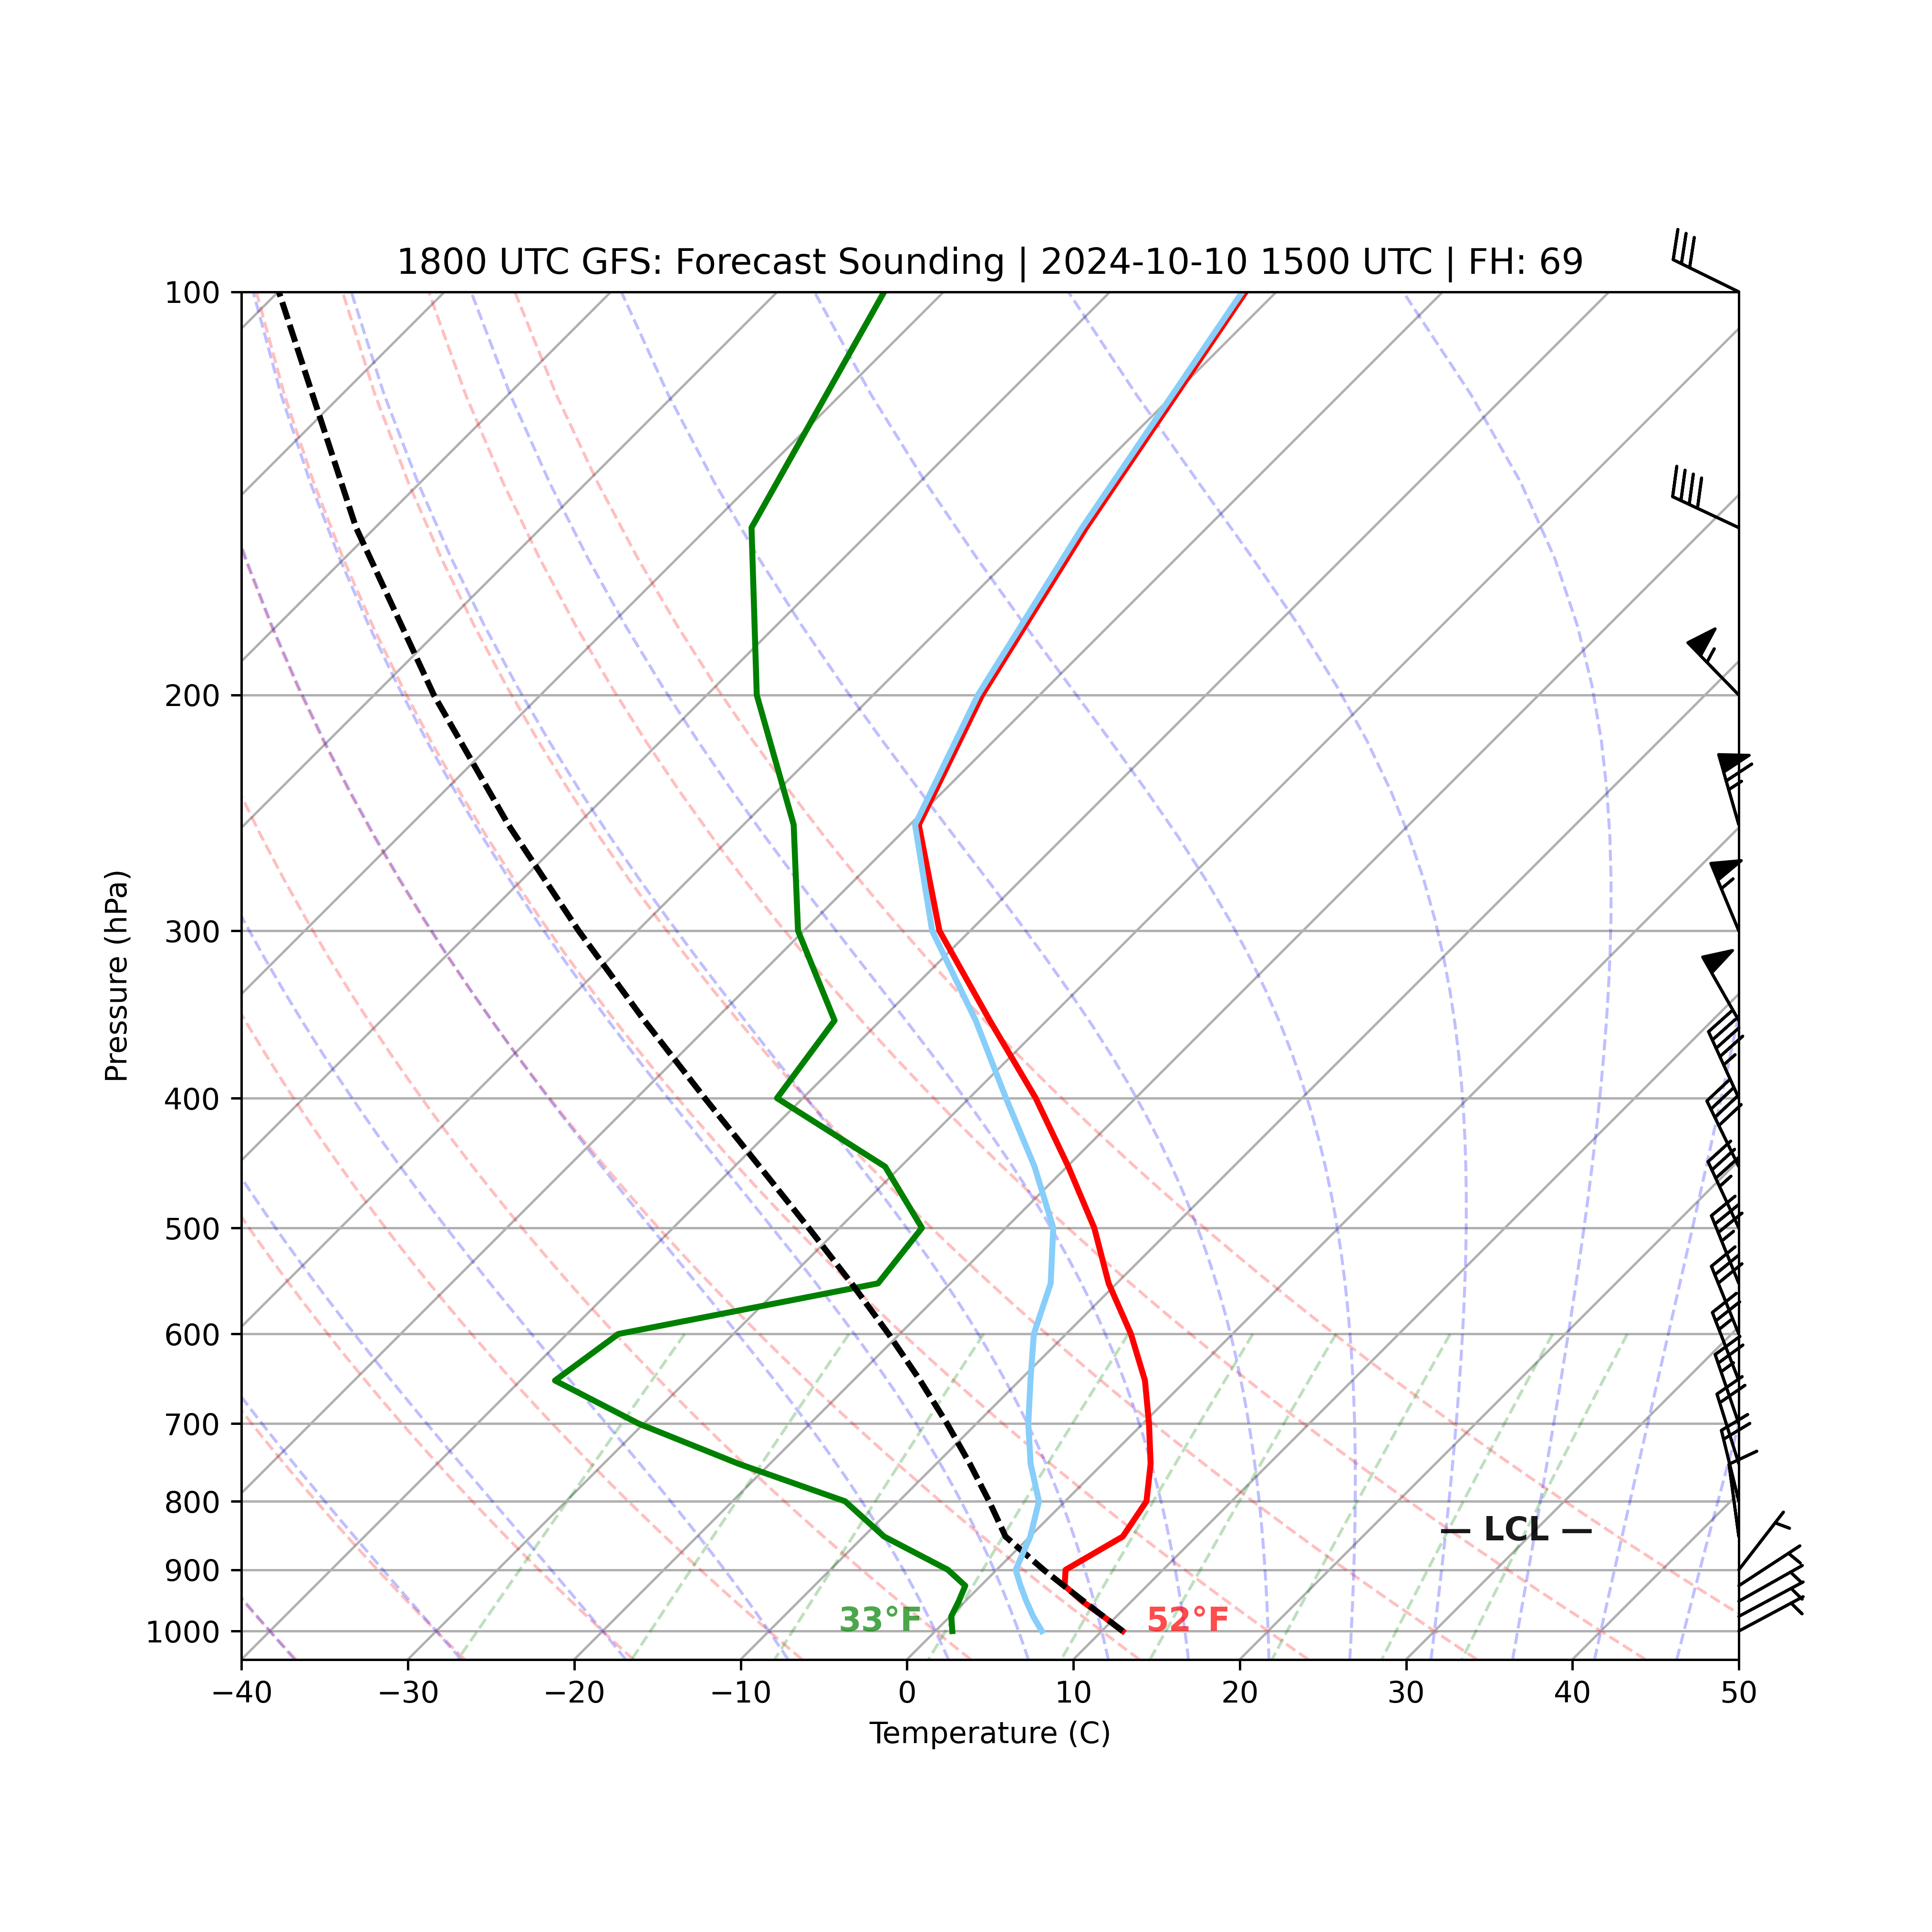 1800 UTC GFS: Forecast Sounding | 2024-10-10 1500 UTC | FH: 69
100
200
300
400
500
600
700
800
900
1000
Pressure (hPa)
— LCL —
33°F
52°F
−40 −30 −20 −10 0 10 20 30 40 50
Temperature (C)